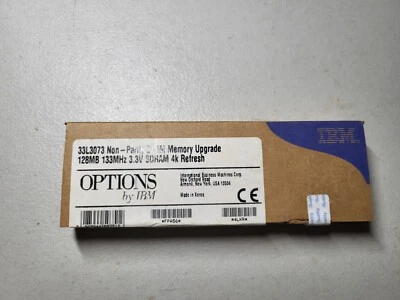 IBM
33L3073 Non-Parity Memory Upgrade
128MB 133MHz 3.3V SDRAM 4k Refresh
OPTIONS
by IBM
International Business Machines Corp.
New Orchard Road
Armonk, New York, USA 10504
Made in Korea
CE